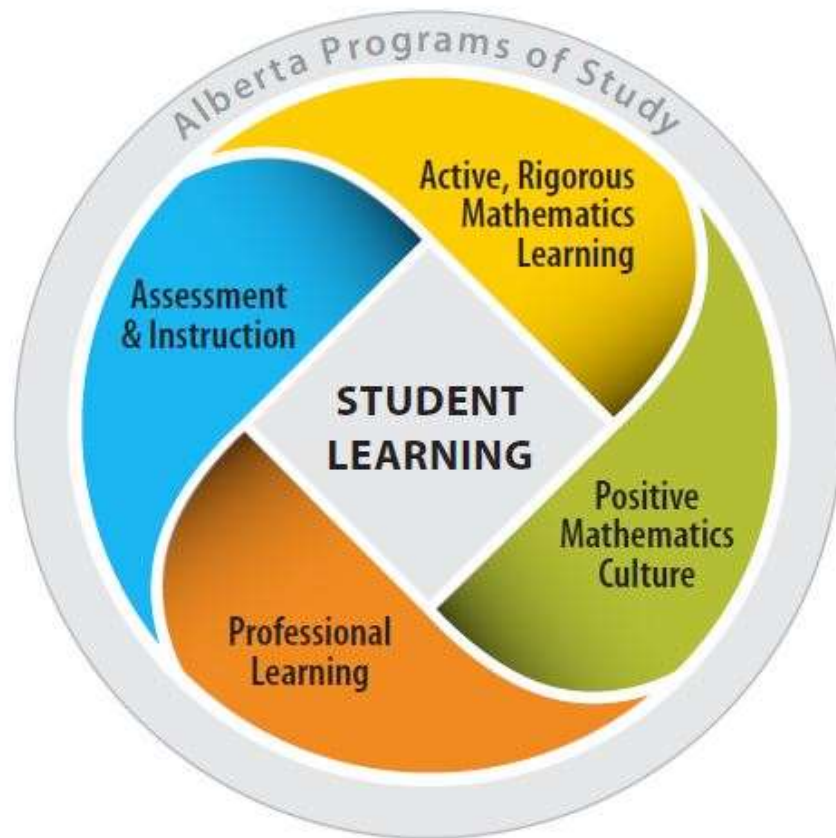 Alberta Programs of Study
Active, Rigorous
Mathematics
Learning
Assessment
& Instruction
STUDENT
LEARNING
Positive
Mathematics
Culture
Professional
Learning